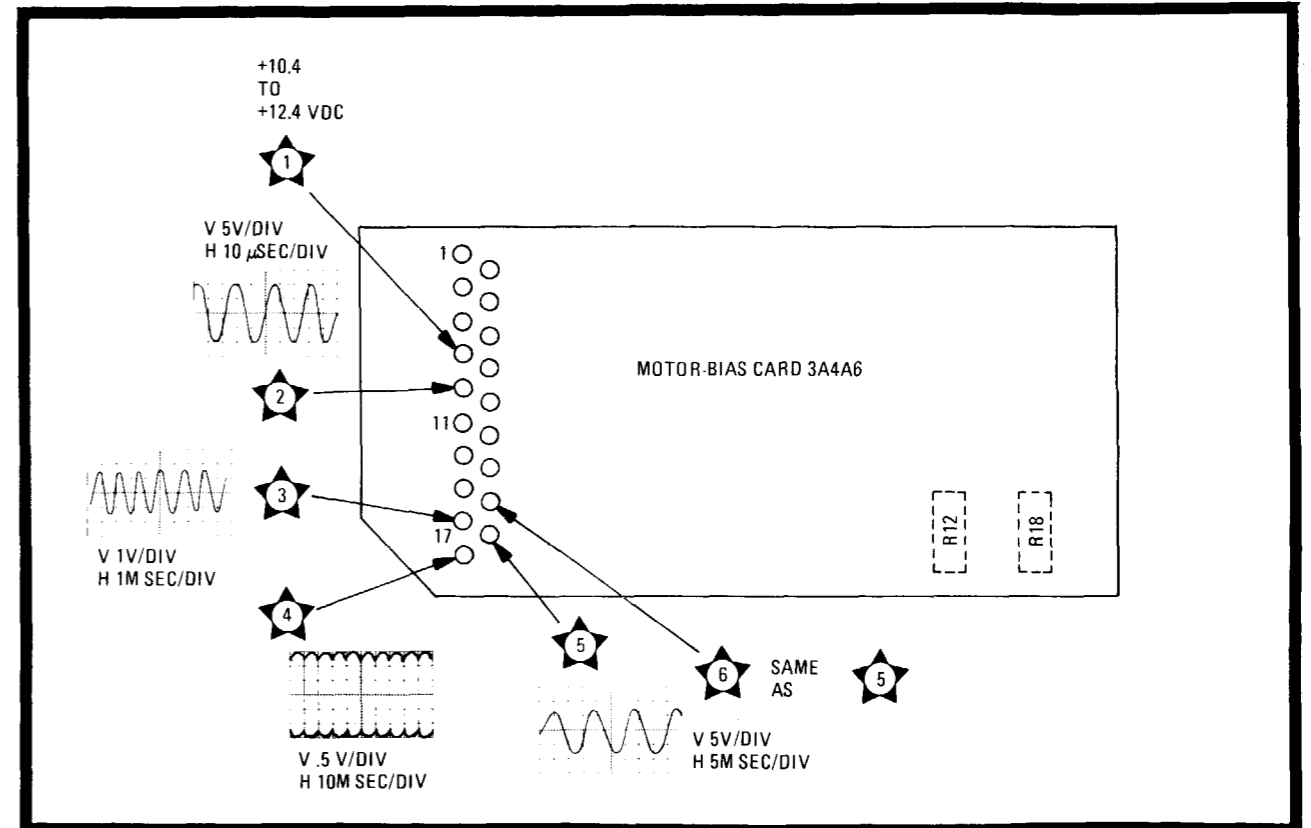 +10.4
TO
+12.4 VDC
1
V 5V/DIV
H 10 μSEC/DIV
1
MOTOR-BIAS CARD 3A4A6
2
11
3
17
R12
R18
V 1V/DIV
H 1M SEC/DIV
4
5
6
SAME
AS
5
V .5 V/DIV
H 10M SEC/DIV
V 5V/DIV
H 5M SEC/DIV